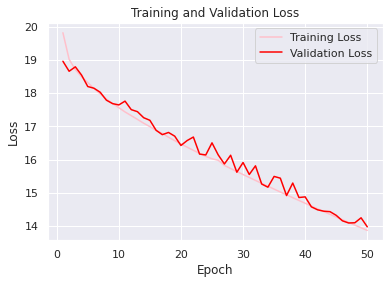 Training and Validation Loss
Training Loss
Validation Loss
20
19
18
17
16
15
14
Loss
0
10
20
30
40
50
Epoch